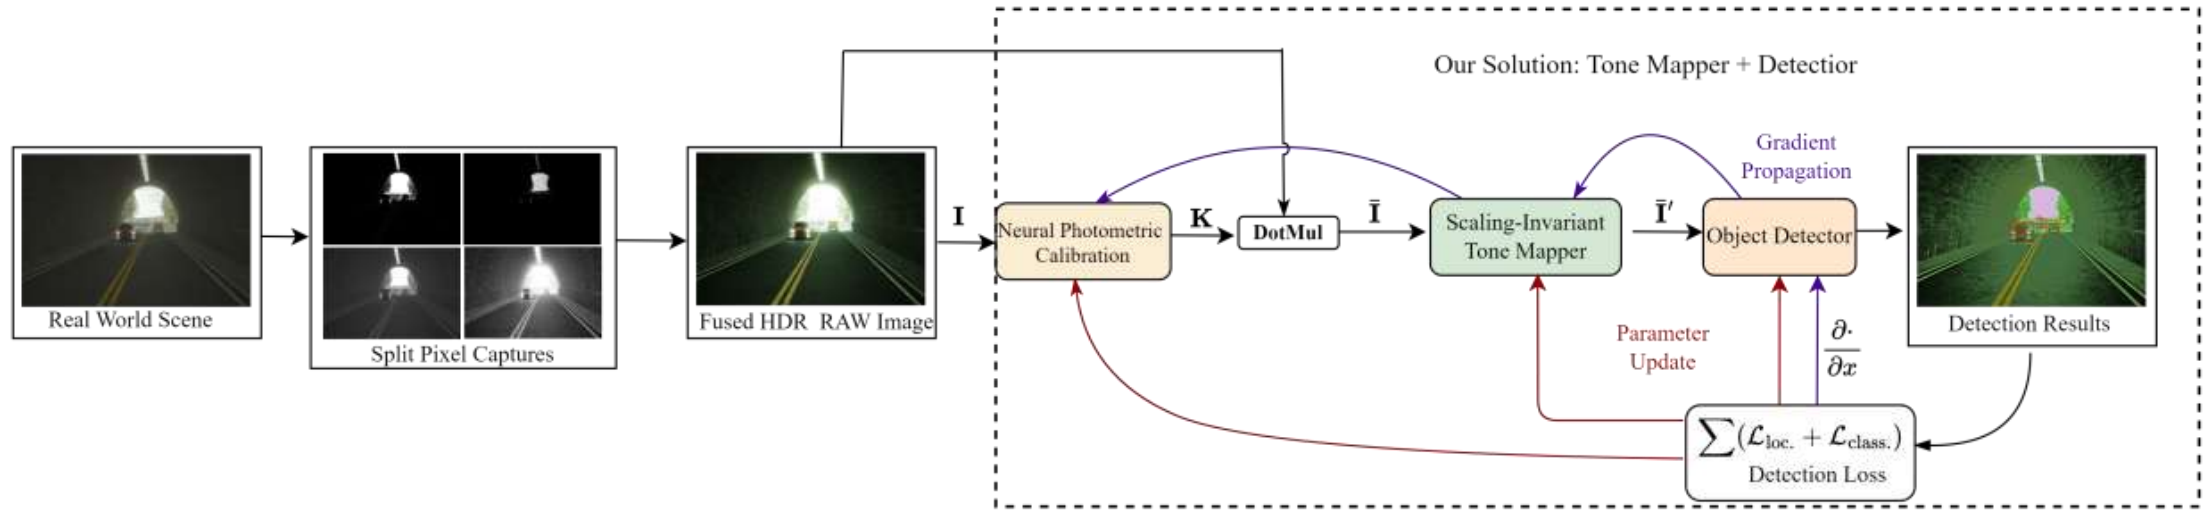 Our Solution: Tone Mapper + Detectior
Real World Scene
Split Pixel Captures
Fused HDR RAW Image
I
Neural Photometric
Calibration
K
DotMul
Ī
Scaling-Invariant
Tone Mapper
Ī′
Object Detector
Gradient
Propagation
Detection Results
Parameter
Update
∂·
∂x
∑(ℒloc. + ℒclass.)
Detection Loss